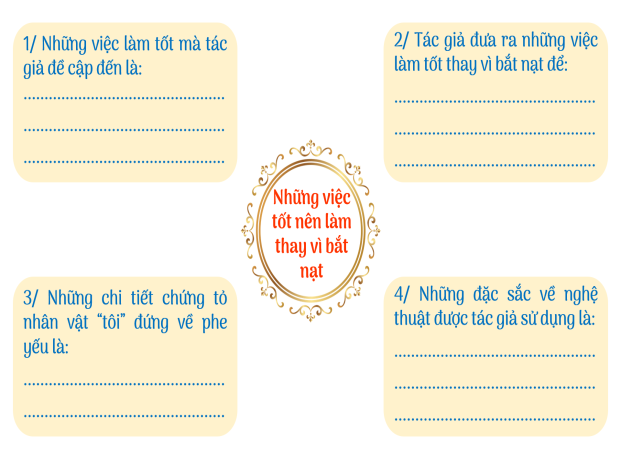 1/ Những việc làm tốt mà tác
giả đề cập đến là:
................................................
................................................
................................................
2/ Tác giả đưa ra những việc
làm tốt thay vì bắt nạt để:
................................................
................................................
................................................
Những việc
tốt nên làm
thay vì bắt
nạt
3/ Những chi tiết chứng tỏ
nhân vật “tôi” đứng về phe
yếu là:
................................................
................................................
4/ Những đặc sắc về nghệ
thuật được tác giả sử dụng là:
................................................
................................................
................................................